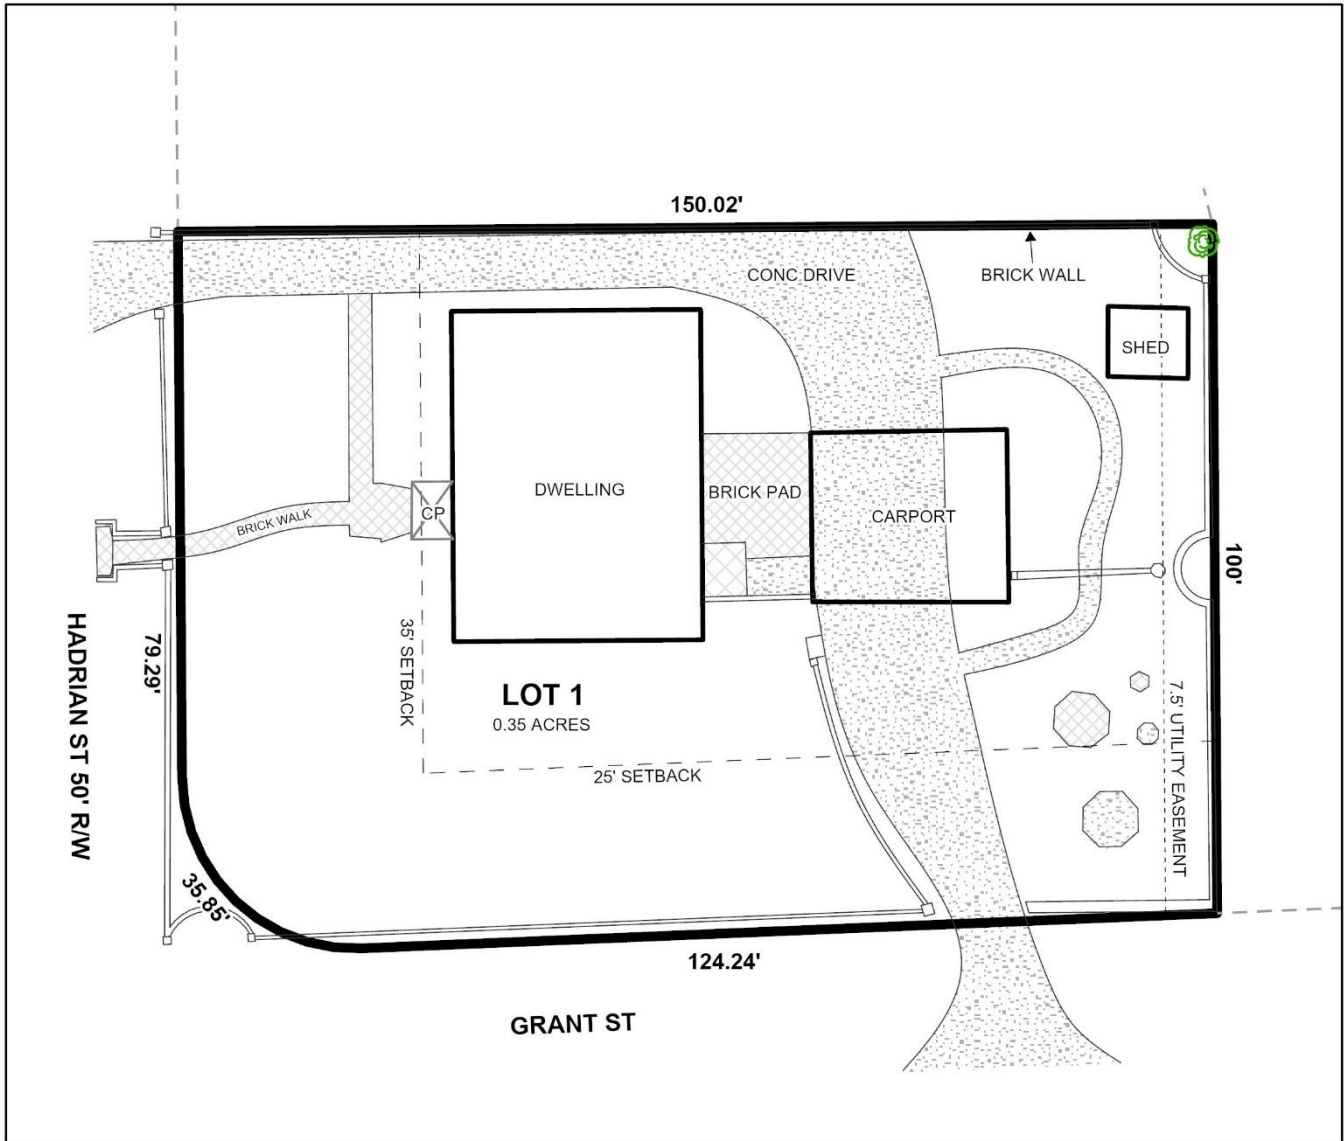 150.02'
CONC DRIVE
BRICK WALL
SHED
DWELLING
BRICK PAD
CP
CARPORT
BRICK WALK
100'
HADRIAN ST 50' R/W
79.29'
35' SETBACK
LOT 1
0.35 ACRES
25' SETBACK
7.5' UTILITY EASEMENT
35.85'
124.24'
GRANT ST